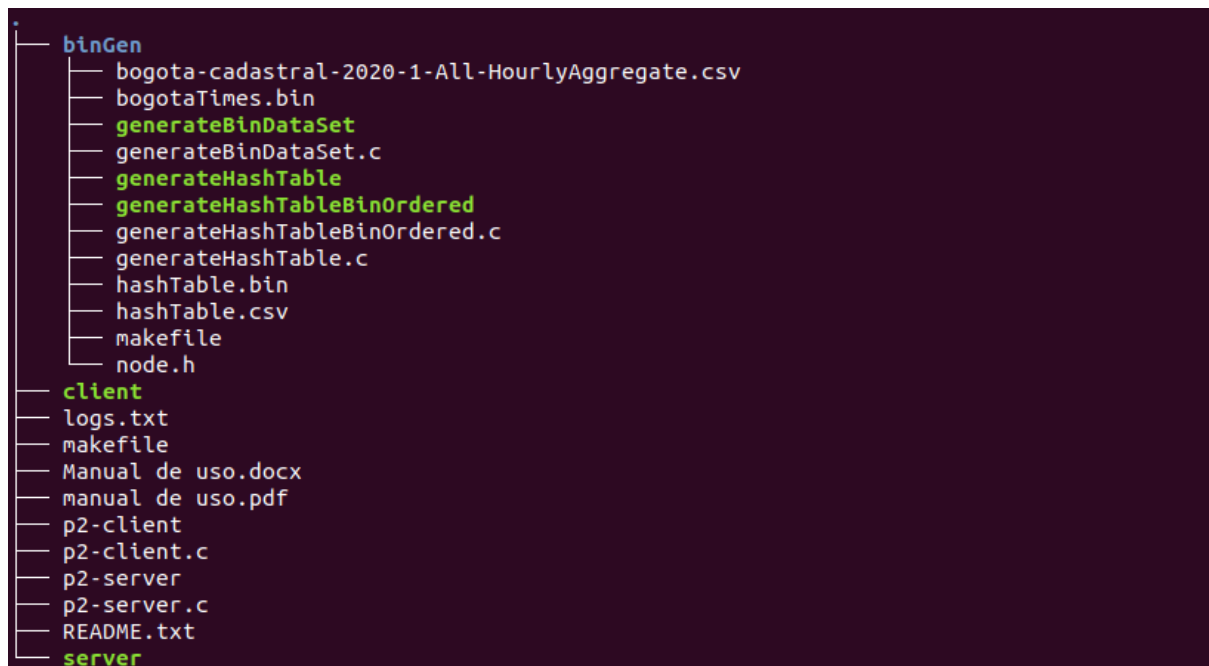 .
├── binGen
│   ├── bogota-cadastral-2020-1-All-HourlyAggregate.csv
│   ├── bogotaTimes.bin
│   ├── generateBinDataSet
│   ├── generateBinDataSet.c
│   ├── generateHashTable
│   ├── generateHashTableBinOrdered
│   ├── generateHashTableBinOrdered.c
│   ├── generateHashTable.c
│   ├── hashTable.bin
│   ├── hashTable.csv
│   ├── makefile
│   └── node.h
├── client
├── logs.txt
├── makefile
├── Manual de uso.docx
├── manual de uso.pdf
├── p2-client
├── p2-client.c
├── p2-server
├── p2-server.c
├── README.txt
└── server